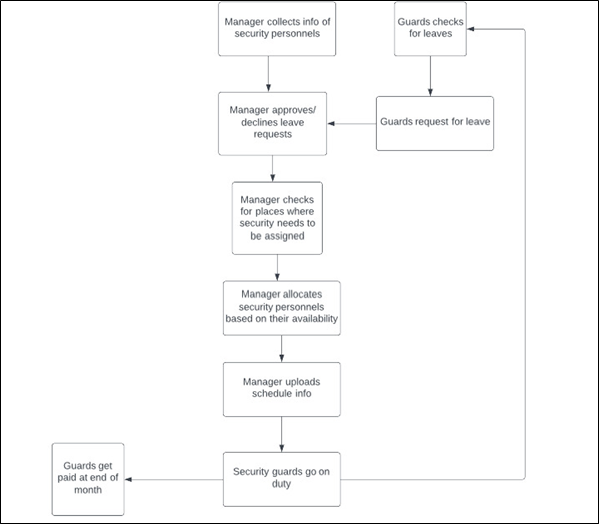 Manager collects info of
security personnels
Guards checks
for leaves
Manager approves/
declines leave
requests
Guards request for leave
Manager checks
for places where
security needs to
be assigned
Manager allocates
security personnels
based on their availability
Manager uploads
schedule info
Guards get
paid at end of
month
Security guards go on
duty